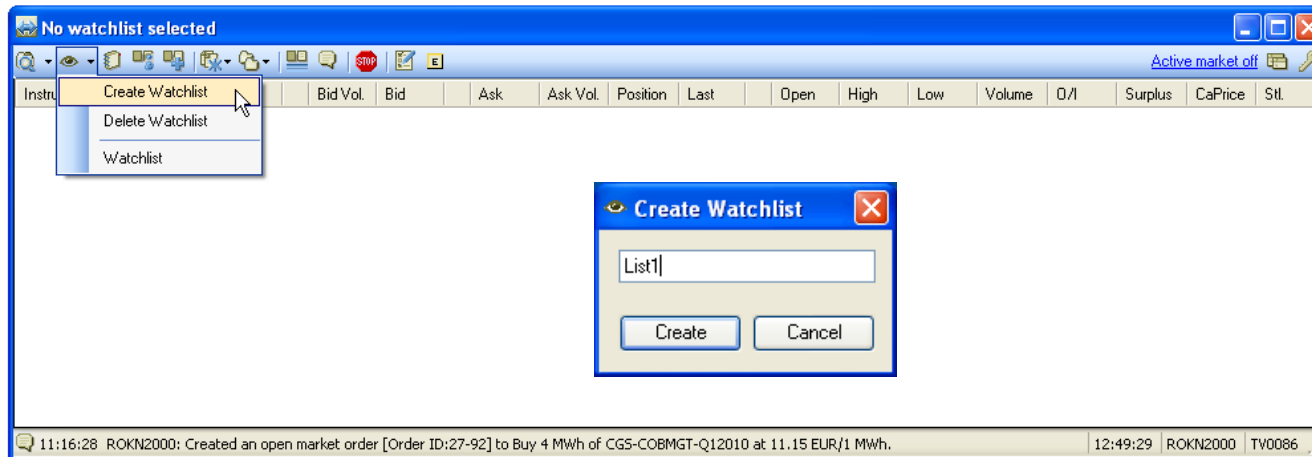 No watchlist selected
STOP E Active market off
Instru Bid Vol. Bid Ask Ask Vol. Position Last Open High Low Volume O/I Surplus CaPrice Stl.
Create Watchlist
Delete Watchlist
Watchlist
Create Watchlist
List1
Create Cancel
11:16:28 ROKN2000: Created an open market order [Order ID:27-92] to Buy 4 MWh of CGS-COBMGT-Q12010 at 11.15 EUR/1 MWh. 12:49:29 ROKN2000 TV0086